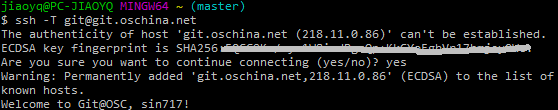 jiaoyq@PC-JIAOYQ MINGW64 ~ (master)
$ ssh -T git@git.oschina.net
The authenticity of host 'git.oschina.net (218.11.0.86)' can't be established.
ECDSA key fingerprint is SHA256
Are you sure you want to continue connecting (yes/no)? yes
Warning: Permanently added 'git.oschina.net,218.11.0.86' (ECDSA) to the list of
known hosts.
Welcome to Git@OSC, sin717!